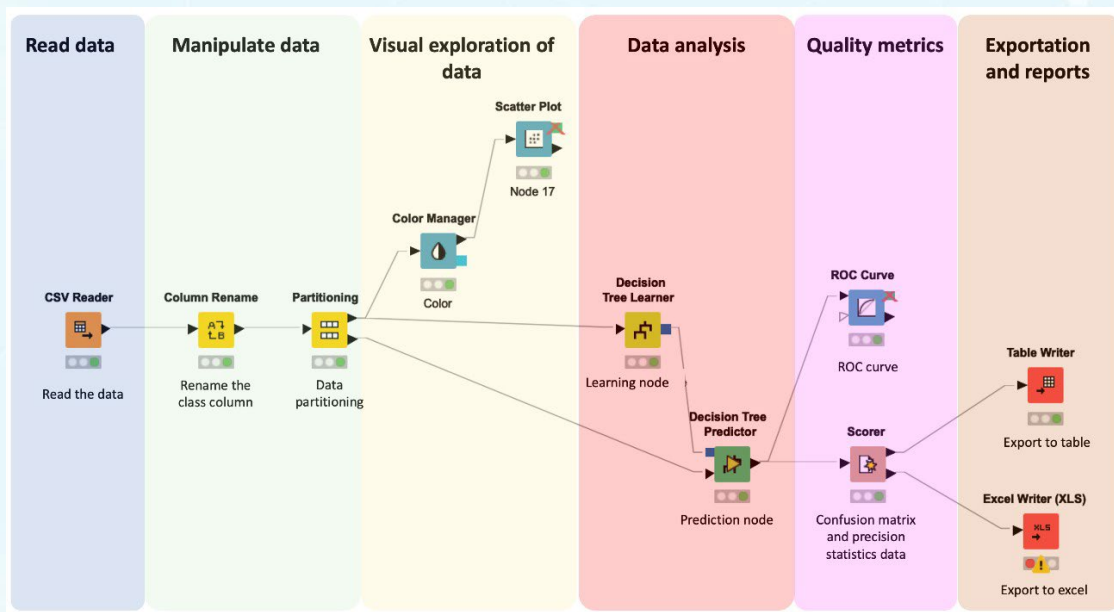 Read data
Manipulate data
Visual exploration of
data
Data analysis
Quality metrics
Exportation
and reports
Scatter Plot
Node 17
Color Manager
Color
CSV Reader
Read the data
Column Rename
A
B
Rename the
class column
Partitioning
Data
partitioning
Decision
Tree Learner
Learning node
Decision Tree
Predictor
Prediction node
ROC Curve
ROC curve
Scorer
Confusion matrix
and precision
statistics data
Table Writer
Export to table
Excel Writer (XLS)
XLS
Export to excel